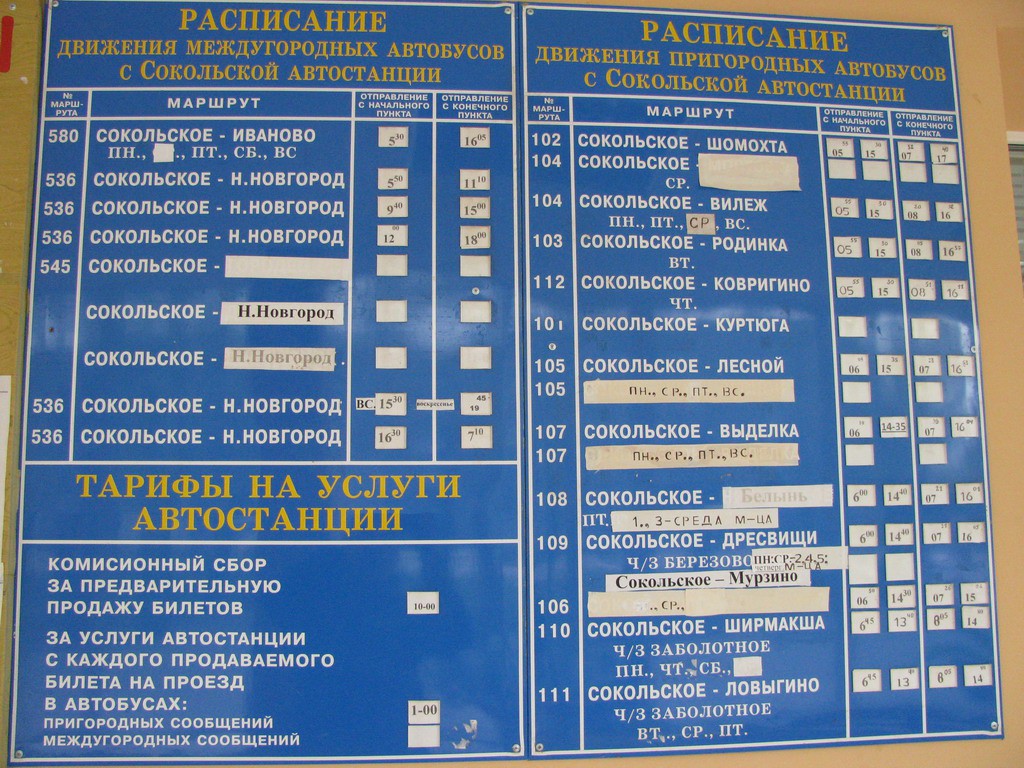 РАСПИСАНИЕ
ДВИЖЕНИЯ МЕЖДУГОРОДНЫХ АВТОБУСОВ
С СОКОЛЬСКОЙ АВТОСТАНЦИИ
№ МАРШ-РУТА МАРШРУТ ОТПРАВЛЕНИЕ С НАЧАЛЬНОГО ПУНКТА ОТПРАВЛЕНИЕ С КОНЕЧНОГО ПУНКТА
580 СОКОЛЬСКОЕ - ИВАНОВО 5 30 16 05
ПН., ., ПТ., СБ., ВС
536 СОКОЛЬСКОЕ - Н.НОВГОРОД 5 50 11 10
536 СОКОЛЬСКОЕ - Н.НОВГОРОД 9 40 15 00
536 СОКОЛЬСКОЕ - Н.НОВГОРОД 12 00 18 00
545 СОКОЛЬСКОЕ -
СОКОЛЬСКОЕ - Н.Новгород
СОКОЛЬСКОЕ - Н.Новгород .
536 СОКОЛЬСКОЕ - Н.НОВГОРОД ВС. 15 30 воскресенье 19 45
536 СОКОЛЬСКОЕ - Н.НОВГОРОД 16 30 7 10
ТАРИФЫ НА УСЛУГИ
АВТОСТАНЦИИ
КОМИСИОННЫЙ СБОР
ЗА ПРЕДВАРИТЕЛЬНУЮ
ПРОДАЖУ БИЛЕТОВ 10-00
ЗА УСЛУГИ АВТОСТАНЦИИ
С КАЖДОГО ПРОДАВАЕМОГО
БИЛЕТА НА ПРОЕЗД
В АВТОБУСАХ:
ПРИГОРОДНЫХ СООБЩЕНИЙ 1-00
МЕЖДУГОРОДНЫХ СООБЩЕНИЙ
РАСПИСАНИЕ
ДВИЖЕНИЯ ПРИГОРОДНЫХ АВТОБУСОВ
С СОКОЛЬСКОЙ АВТОСТАНЦИИ
№ МАРШ-РУТА МАРШРУТ ОТПРАВЛЕНИЕ С НАЧАЛЬНОГО ПУНКТА ОТПРАВЛЕНИЕ С КОНЕЧНОГО ПУНКТА
102 СОКОЛЬСКОЕ - ШОМОХТА 05 15 07 17
104 СОКОЛЬСКОЕ
СР.
104 СОКОЛЬСКОЕ - ВИЛЕЖ 05 15 08 16
ПН., ПТ., СР , ВС.
103 СОКОЛЬСКОЕ - РОДИНКА 05 15 08 16
ВТ.
112 СОКОЛЬСКОЕ - КОВРИГИНО 05 15 08 16
ЧТ.
101 СОКОЛЬСКОЕ - КУРТЮГА
105 СОКОЛЬСКОЕ - ЛЕСНОЙ 06 15 07 16
105 ПН., СР., ПТ., ВС.
107 СОКОЛЬСКОЕ - ВЫДЕЛКА 06 14-35 07 16
107 ПН., СР., ПТ., ВС.
108 СОКОЛЬСКОЕ - Белынь 6 00 14 40 07 16
ПТ. 1., 3-СРЕДА М-ЦА
109 СОКОЛЬСКОЕ - ДРЕСВИЩИ 6 00 14 40 07 16
Ч/З БЕРЕЗОВО ПН:СР-2,4,5: М-ЦА
Сокольское – Мурзино
106 СР., 06 14 30 07 15
110 СОКОЛЬСКОЕ - ШИРМАКША 6 45 13 05 14
Ч/З ЗАБОЛОТНОЕ
ПН., ЧТ., СБ.,
111 СОКОЛЬСКОЕ - ЛОВЫГИНО 6 45 13 05 14
Ч/З ЗАБОЛОТНОЕ
ВТ., СР., ПТ.